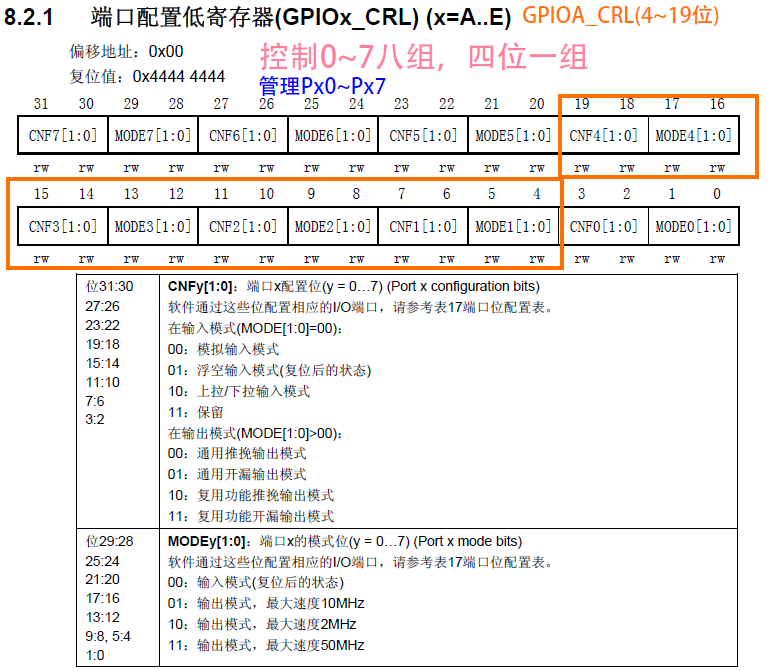 8.2.1 端口配置低寄存器(GPIOx_CRL) (x=A..E) GPIOA_CRL(4~19位)
偏移地址：0x00 控制0~7八组，四位一组
复位值：0x4444 4444 管理Px0~Px7
31 30 29 28 27 26 25 24 23 22 21 20 19 18 17 16
CNF7[1:0] MODE7[1:0] CNF6[1:0] MODE6[1:0] CNF5[1:0] MODE5[1:0] CNF4[1:0] MODE4[1:0]
rw rw rw rw rw rw rw rw rw rw rw rw rw rw rw rw
15 14 13 12 11 10 9 8 7 6 5 4 3 2 1 0
CNF3[1:0] MODE3[1:0] CNF2[1:0] MODE2[1:0] CNF1[1:0] MODE1[1:0] CNF0[1:0] MODE0[1:0]
rw rw rw rw rw rw rw rw rw rw rw rw rw rw rw rw
位31:30
27:26
23:22
19:18
15:14
11:10
7:6
3:2
CNFy[1:0]：端口x配置位(y = 0…7) (Port x configuration bits)
软件通过这些位配置相应的I/O端口，请参考表17端口位配置表。
在输入模式(MODE[1:0]=00)：
00：模拟输入模式
01：浮空输入模式(复位后的状态)
10：上拉/下拉输入模式
11：保留
在输出模式(MODE[1:0]>00)：
00：通用推挽输出模式
01：通用开漏输出模式
10：复用功能推挽输出模式
11：复用功能开漏输出模式
位29:28
25:24
21:20
17:16
13:12
9:8, 5:4
1:0
MODEy[1:0]：端口x的模式位(y = 0…7) (Port x mode bits)
软件通过这些位配置相应的I/O端口，请参考表17端口位配置表。
00：输入模式(复位后的状态)
01：输出模式，最大速度10MHz
10：输出模式，最大速度2MHz
11：输出模式，最大速度50MHz